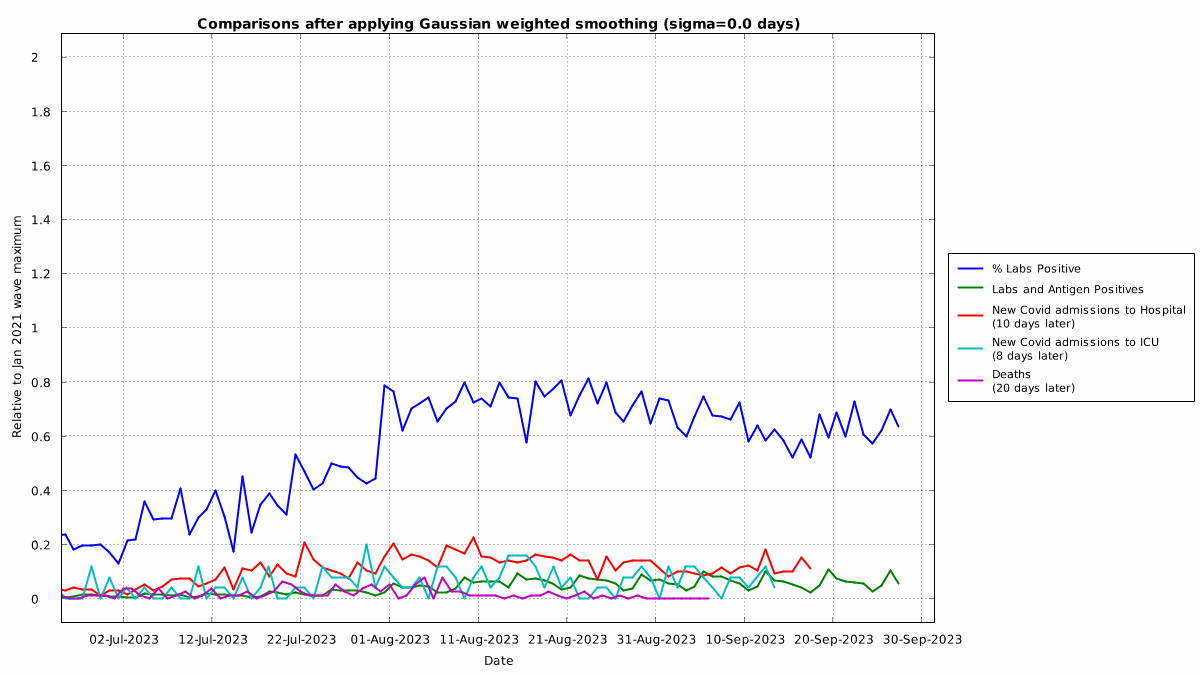 Comparisons after applying Gaussian weighted smoothing (sigma=0.0 days)
Relative to Jan 2021 wave maximum
2
1.8
1.6
1.4
1.2
1
0.8
0.6
0.4
0.2
0
02-Jul-2023 12-Jul-2023 22-Jul-2023 01-Aug-2023 11-Aug-2023 21-Aug-2023 31-Aug-2023 10-Sep-2023 20-Sep-2023 30-Sep-2023
Date
% Labs Positive
Labs and Antigen Positives
New Covid admissions to Hospital
(10 days later)
New Covid admissions to ICU
(8 days later)
Deaths
(20 days later)